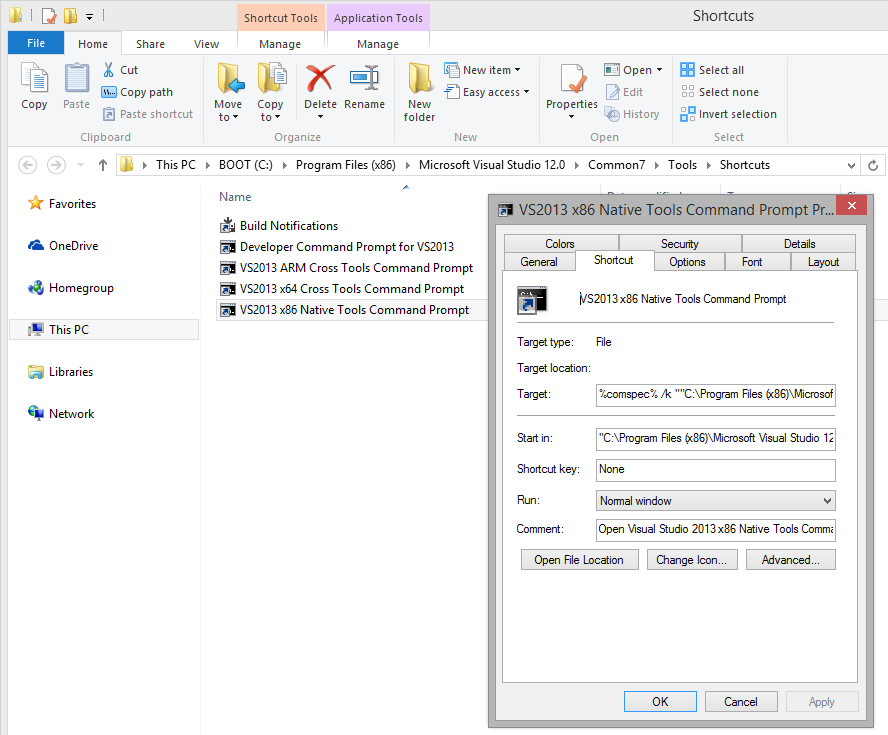 Shortcut Tools
Application Tools
Shortcuts
File
Home
Share
View
Manage
Manage
Copy
Paste
Cut
Copy path
Paste shortcut
Clipboard
Move to
Copy to
Delete
Rename
Organize
New folder
New item
Easy access
New
Properties
Open
Edit
History
Open
Select all
Select none
Invert selection
Select
This PC
BOOT (C:)
Program Files (x86)
Microsoft Visual Studio 12.0
Common7
Tools
Shortcuts
Favorites
OneDrive
Homegroup
This PC
Libraries
Network
Name
Build Notifications
Developer Command Prompt for VS2013
VS2013 ARM Cross Tools Command Prompt
VS2013 x64 Cross Tools Command Prompt
VS2013 x86 Native Tools Command Prompt
VS2013 x86 Native Tools Command Prompt Pr...
Colors
Security
Details
General
Shortcut
Options
Font
Layout
VS2013 x86 Native Tools Command Prompt
Target type: File
Target location:
Target: %comspec% /k ""C:\Program Files (x86)\Microsof
Start in: "C:\Program Files (x86)\Microsoft Visual Studio 12
Shortcut key: None
Run: Normal window
Comment: Open Visual Studio 2013 x86 Native Tools Comma
Open File Location
Change Icon...
Advanced...
OK
Cancel
Apply